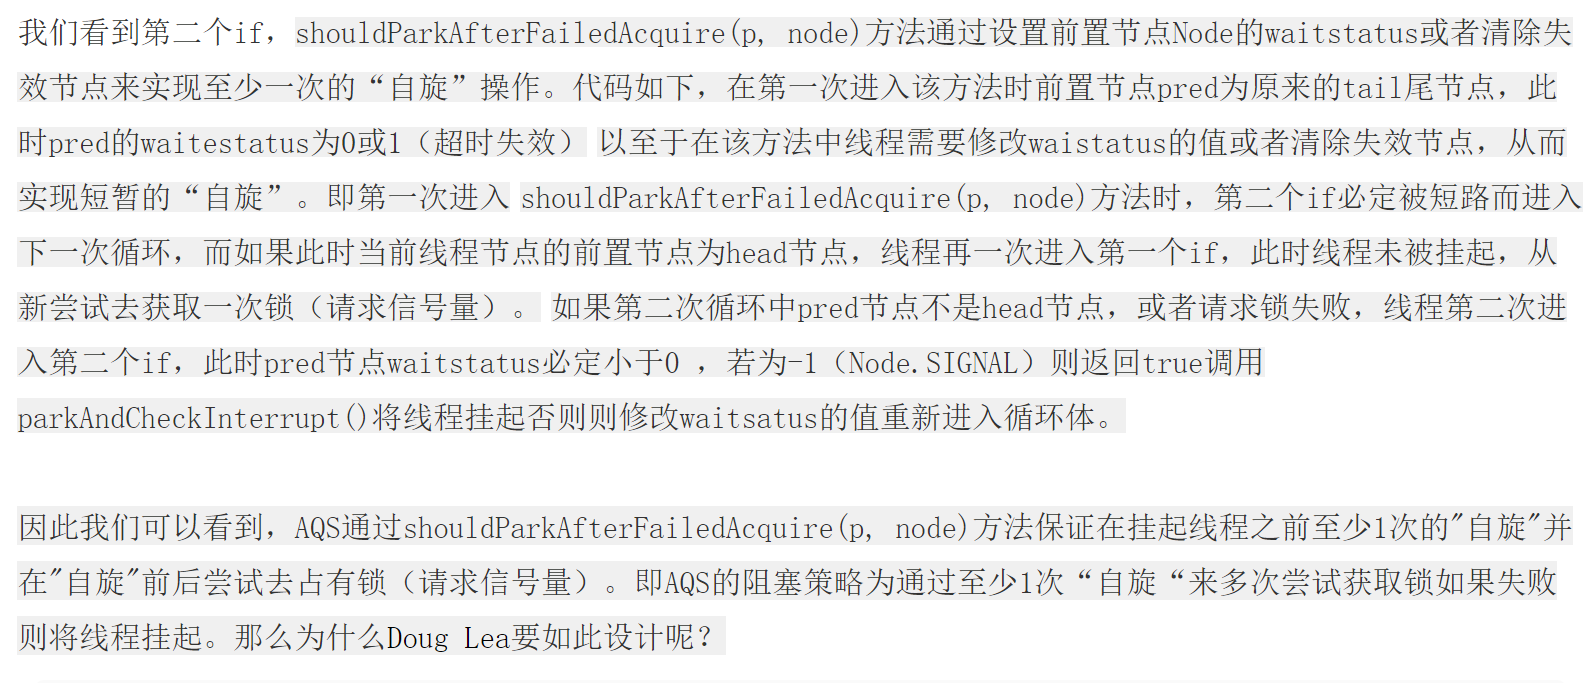 我们看到第二个if，shouldParkAfterFailedAcquire(p, node)方法通过设置前置节点Node的waitstatus或者清除失
效节点来实现至少一次的“自旋”操作。代码如下，在第一次进入该方法时前置节点pred为原来的tail尾节点，此
时pred的waitestatus为0或1（超时失效） 以至于在该方法中线程需要修改waistatus的值或者清除失效节点，从而
实现短暂的“自旋”。即第一次进入 shouldParkAfterFailedAcquire(p, node)方法时，第二个if必定被短路而进入
下一次循环，而如果此时当前线程节点的前置节点为head节点，线程再一次进入第一个if，此时线程未被挂起，从
新尝试去获取一次锁（请求信号量）。 如果第二次循环中pred节点不是head节点，或者请求锁失败，线程第二次进
入第二个if，此时pred节点waitstatus必定小于0 ，若为-1（Node.SIGNAL）则返回true调用
parkAndCheckInterrupt()将线程挂起否则则修改waitsatus的值重新进入循环体。
因此我们可以看到，AQS通过shouldParkAfterFailedAcquire(p, node)方法保证在挂起线程之前至少1次的"自旋"并
在"自旋"前后尝试去占有锁（请求信号量）。即AQS的阻塞策略为通过至少1次“自旋“来多次尝试获取锁如果失败
则将线程挂起。那么为什么Doug Lea要如此设计呢？